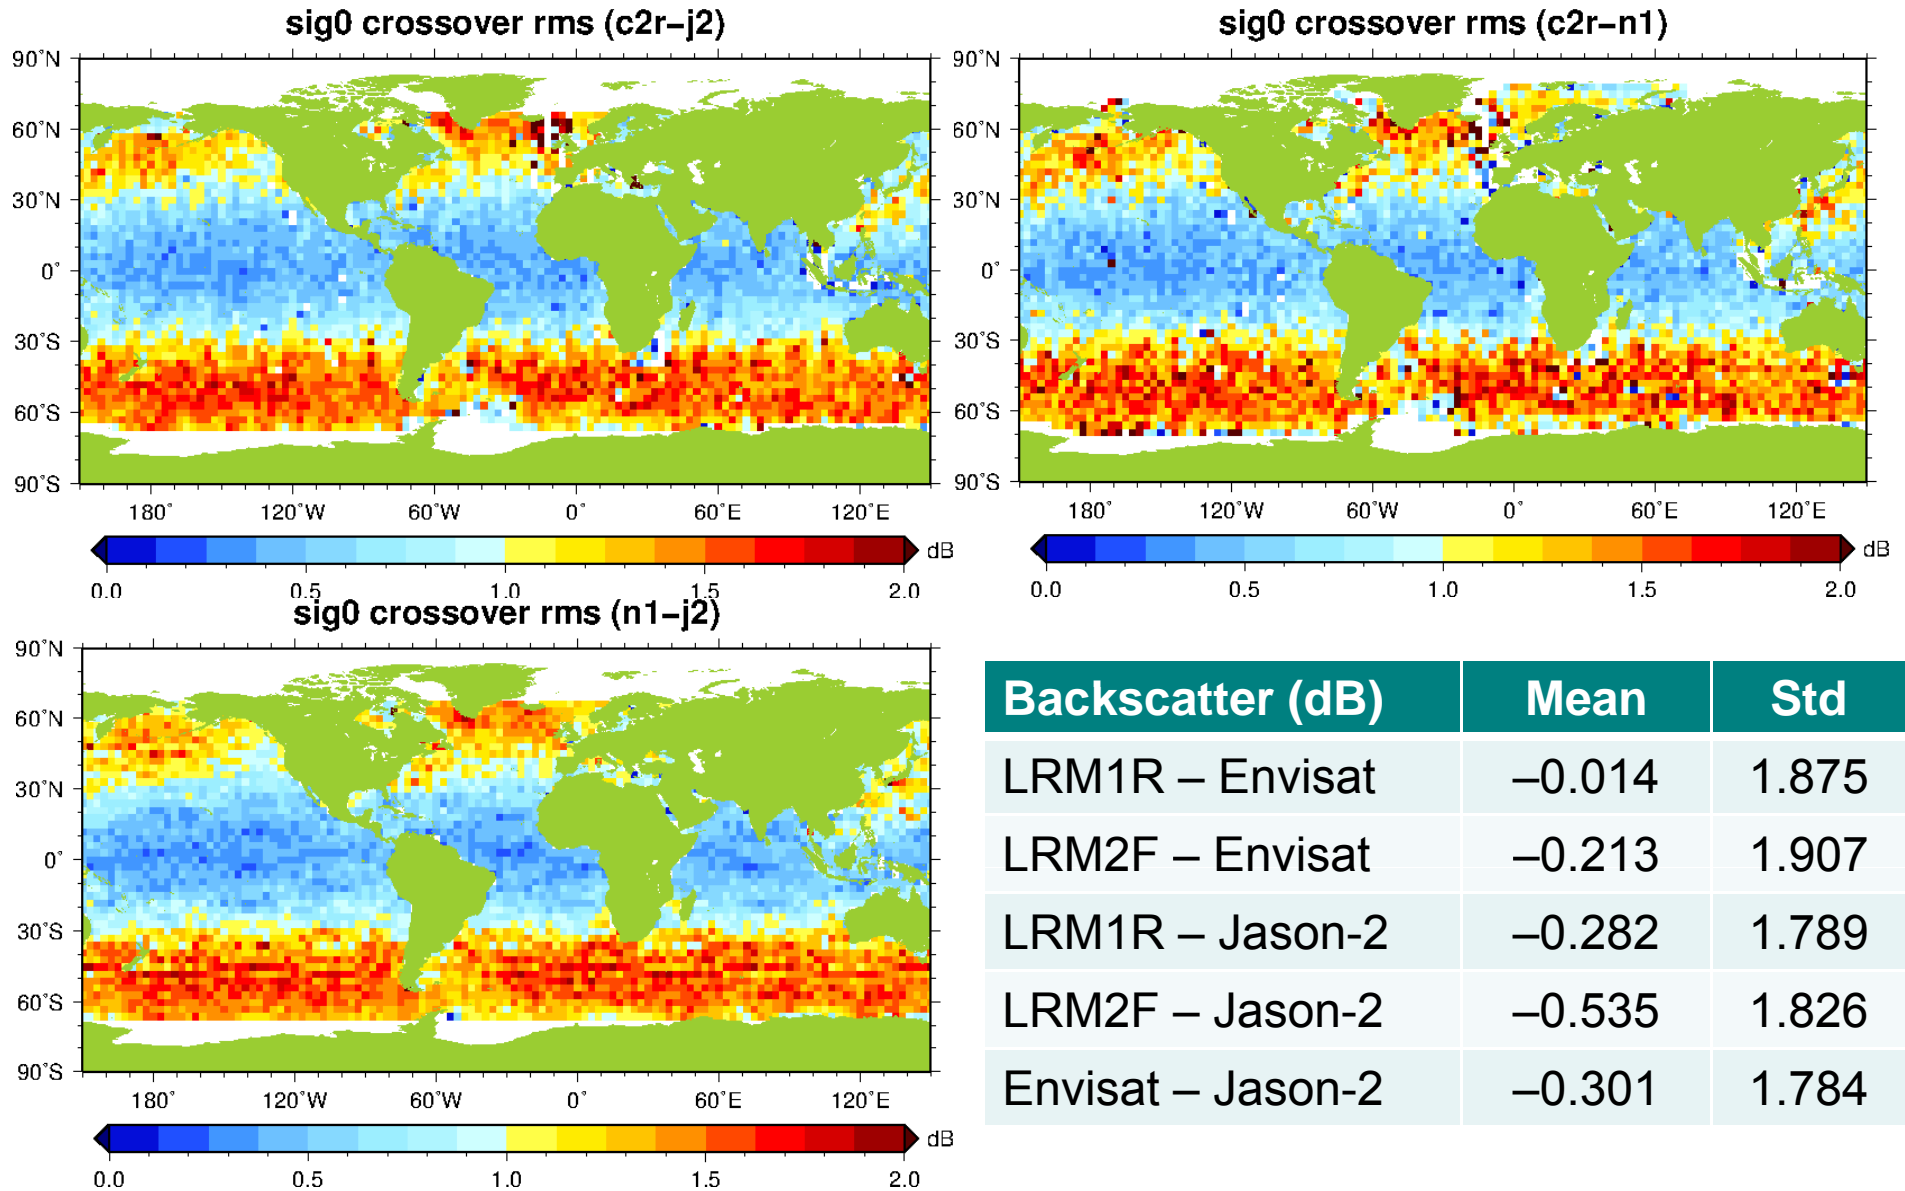 sig0 crossover rms (c2r–j2)
90˚N
60˚N
30˚N
0˚
30˚S
60˚S
90˚S
180˚ 120˚W 60˚W 0˚ 60˚E 120˚E
dB
0.0 0.5 1.0 1.5 2.0
sig0 crossover rms (c2r–n1)
90˚N
60˚N
30˚N
0˚
30˚S
60˚S
90˚S
180˚ 120˚W 60˚W 0˚ 60˚E 120˚E
dB
0.0 0.5 1.0 1.5 2.0
sig0 crossover rms (n1–j2)
90˚N
60˚N
30˚N
0˚
30˚S
60˚S
90˚S
180˚ 120˚W 60˚W 0˚ 60˚E 120˚E
dB
0.0 0.5 1.0 1.5 2.0
Backscatter (dB) Mean Std
LRM1R – Envisat –0.014 1.875
LRM2F – Envisat –0.213 1.907
LRM1R – Jason-2 –0.282 1.789
LRM2F – Jason-2 –0.535 1.826
Envisat – Jason-2 –0.301 1.784